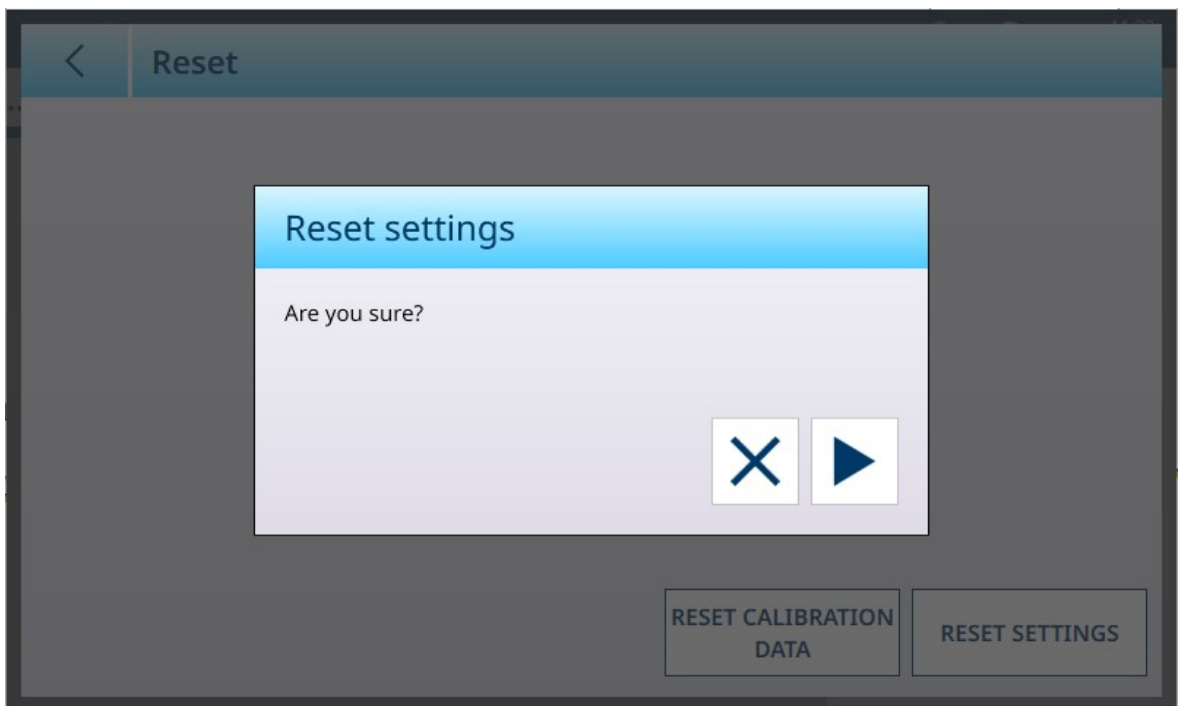 Reset
Reset settings
Are you sure?
RESET CALIBRATION
DATA
RESET SETTINGS